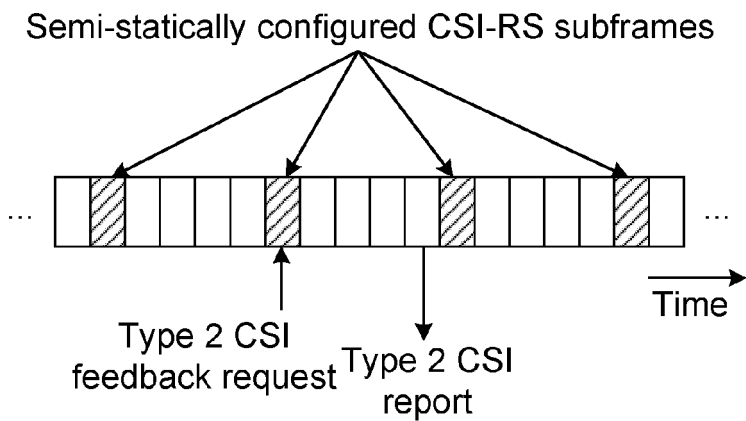 Semi-statically configured CSI-RS subframes
... ...
Time
Type 2 CSI
feedback request
Type 2 CSI
report